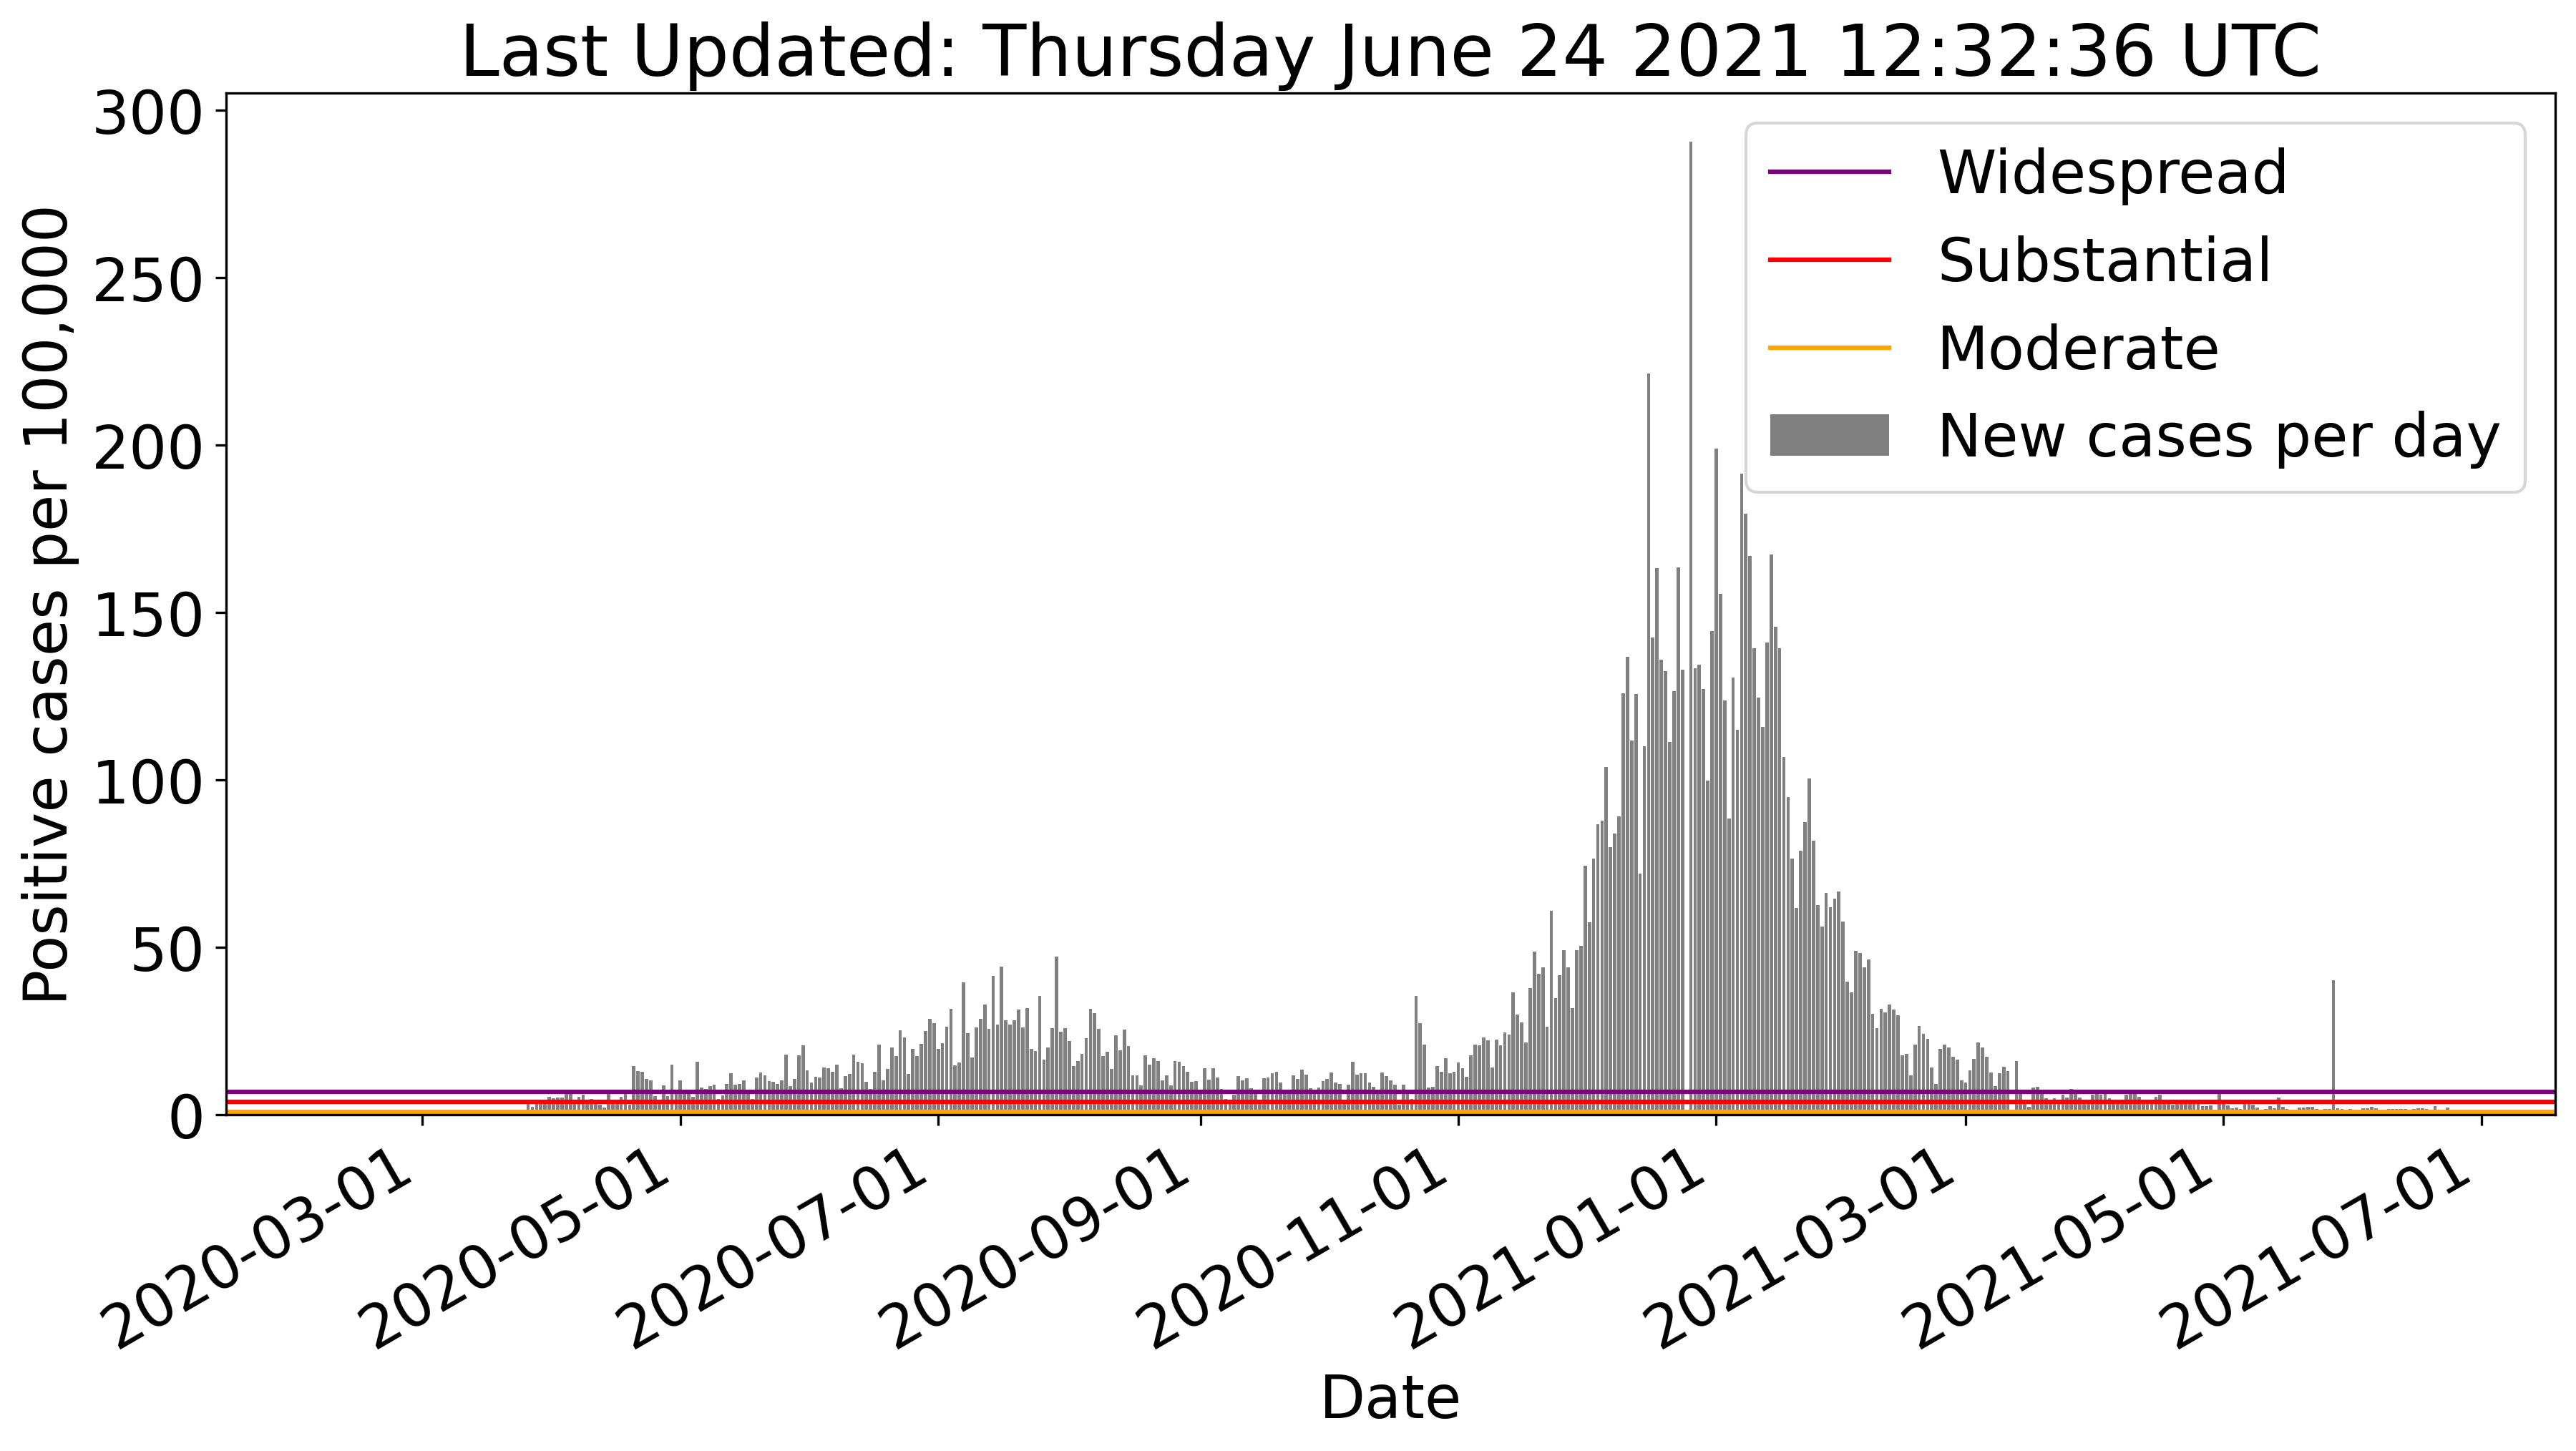 Last Updated: Thursday June 24 2021 12:32:36 UTC
300
250
200
150
100
50
0
Positive cases per 100,000
Widespread
Substantial
Moderate
New cases per day
2020-03-01
2020-05-01
2020-07-01
2020-09-01
2020-11-01
2021-01-01
2021-03-01
2021-05-01
2021-07-01
Date